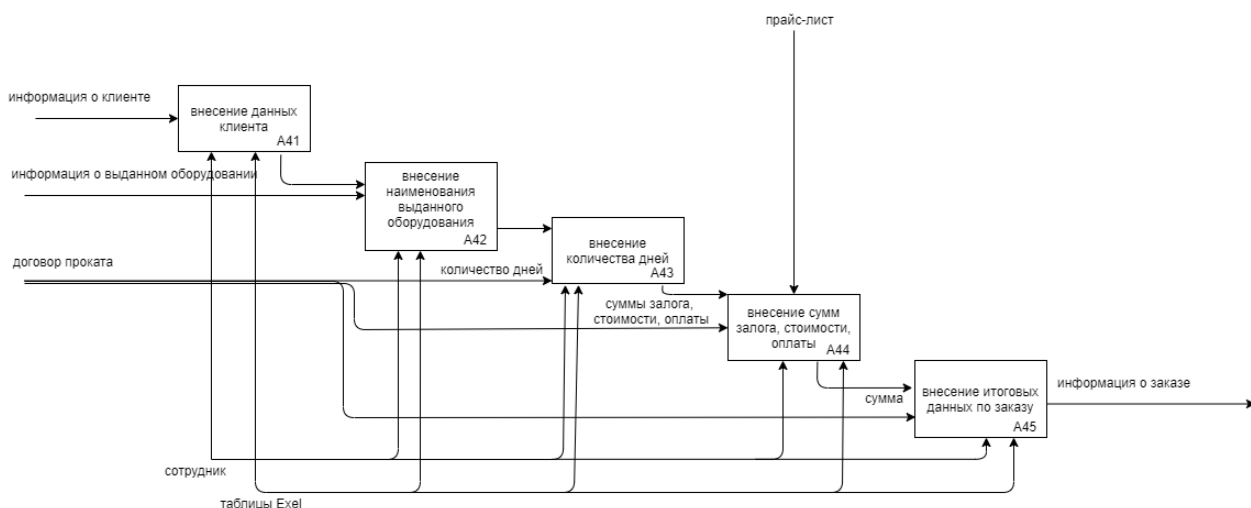 прайс-лист
информация о клиенте
внесение данных
клиента
A41
информация о выданном оборудовании
внесение
наименования
выданного
оборудования
A42
договор проката
количество дней
внесение
количества дней
A43
суммы залога,
стоимости, оплаты
внесение сумм
залога, стоимости,
оплаты
A44
сумма
внесение итоговых
данных по заказу
A45
информация о заказе
сотрудник
таблицы Exel